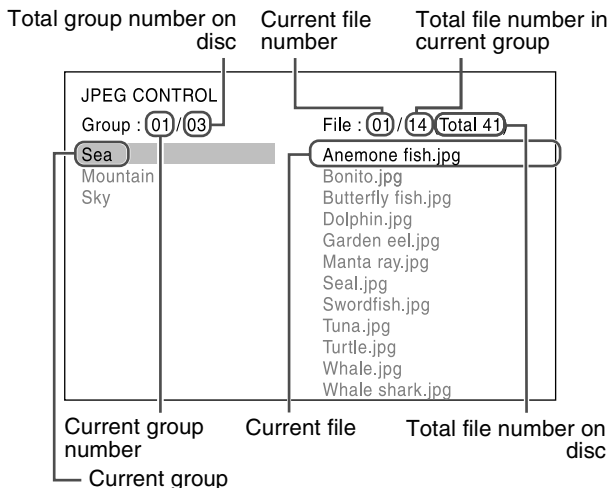 Total group number on disc
Current file number
Total file number in current group
JPEG CONTROL
Group : 01/03
File : 01/14 Total 41
Sea
Mountain
Sky
Anemone fish.jpg
Bonito.jpg
Butterfly fish.jpg
Dolphin.jpg
Garden eel.jpg
Manta ray.jpg
Seal.jpg
Swordfish.jpg
Tuna.jpg
Turtle.jpg
Whale.jpg
Whale shark.jpg
Current group number
Current file
Total file number on disc
Current group